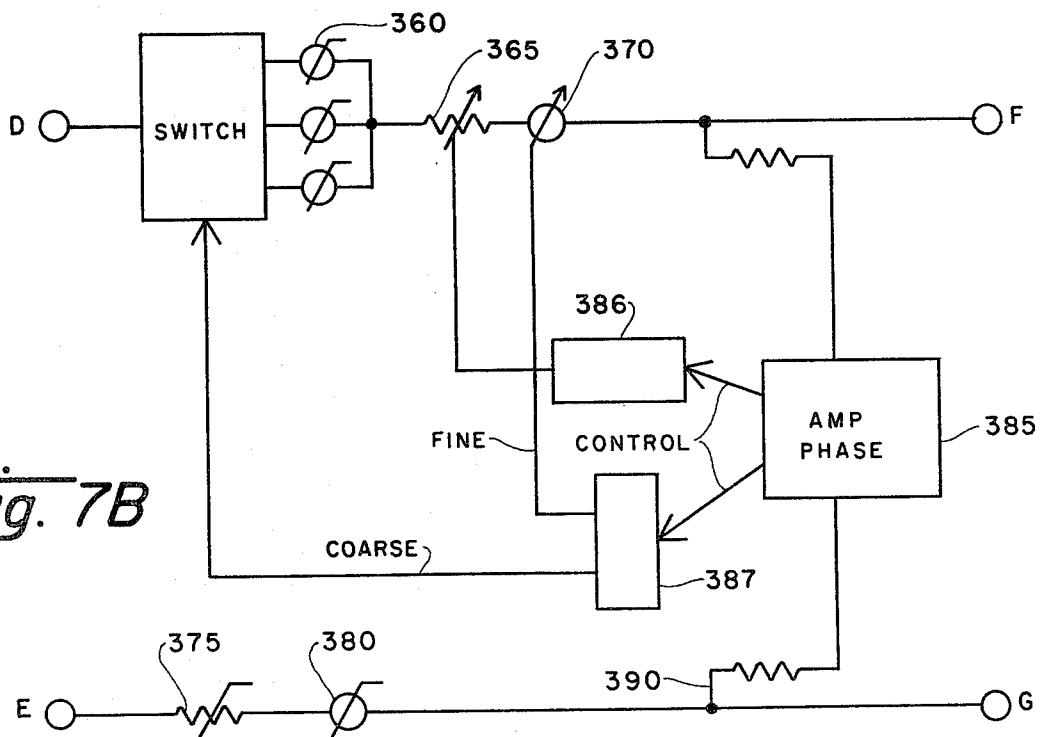 360
365
370
D
SWITCH
F
386
AMP
PHASE
385
FINE
CONTROL
g. 7B
COARSE
387
375
380
390
E
G